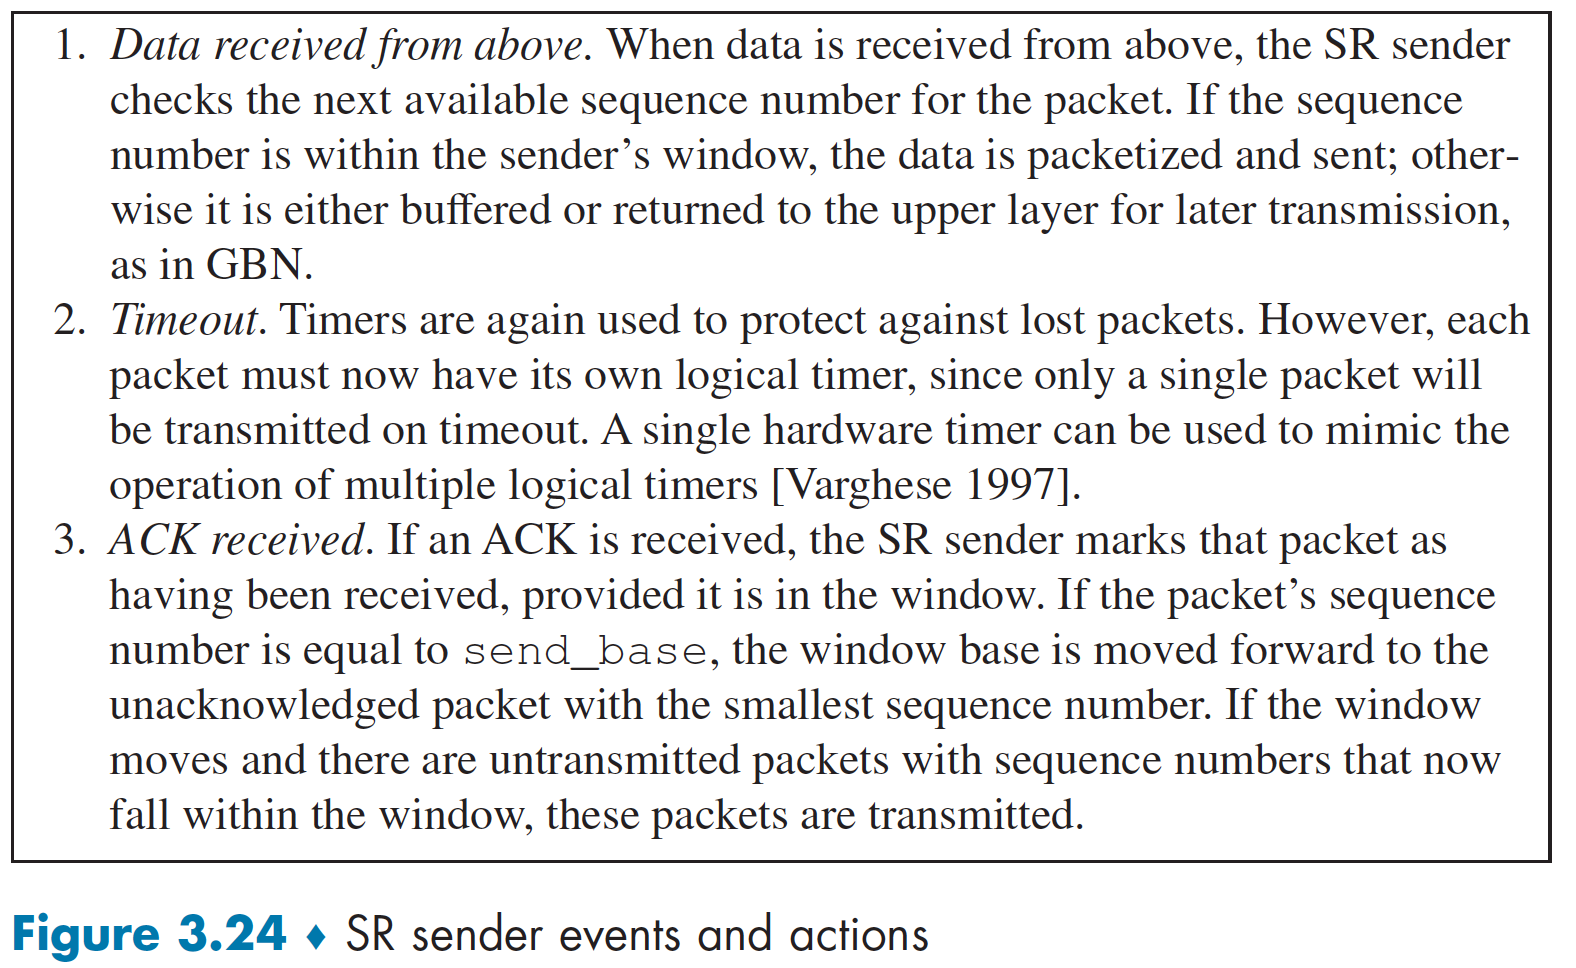 1. Data received from above. When data is received from above, the SR sender
checks the next available sequence number for the packet. If the sequence
number is within the sender’s window, the data is packetized and sent; other-
wise it is either buffered or returned to the upper layer for later transmission,
as in GBN.
2. Timeout. Timers are again used to protect against lost packets. However, each
packet must now have its own logical timer, since only a single packet will
be transmitted on timeout. A single hardware timer can be used to mimic the
operation of multiple logical timers [Varghese 1997].
3. ACK received. If an ACK is received, the SR sender marks that packet as
having been received, provided it is in the window. If the packet’s sequence
number is equal to send_base, the window base is moved forward to the
unacknowledged packet with the smallest sequence number. If the window
moves and there are untransmitted packets with sequence numbers that now
fall within the window, these packets are transmitted.
Figure 3.24 ♦ SR sender events and actions